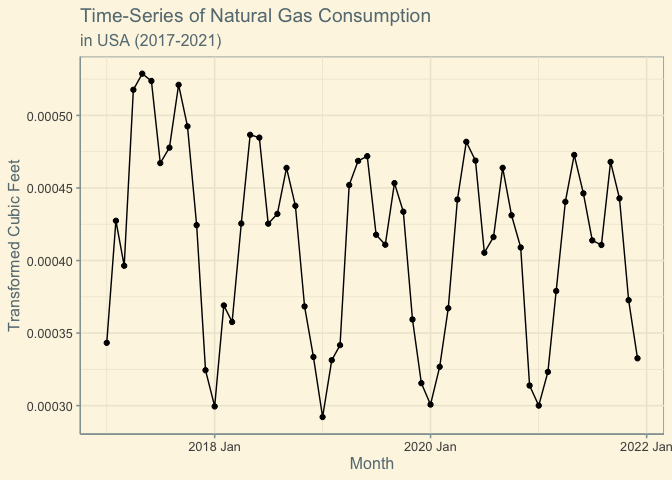 Time-Series of Natural Gas Consumption
in USA (2017-2021)
Transformed Cubic Feet
0.00050
0.00045
0.00040
0.00035
0.00030
2018 Jan
2020 Jan
2022 Jan
Month